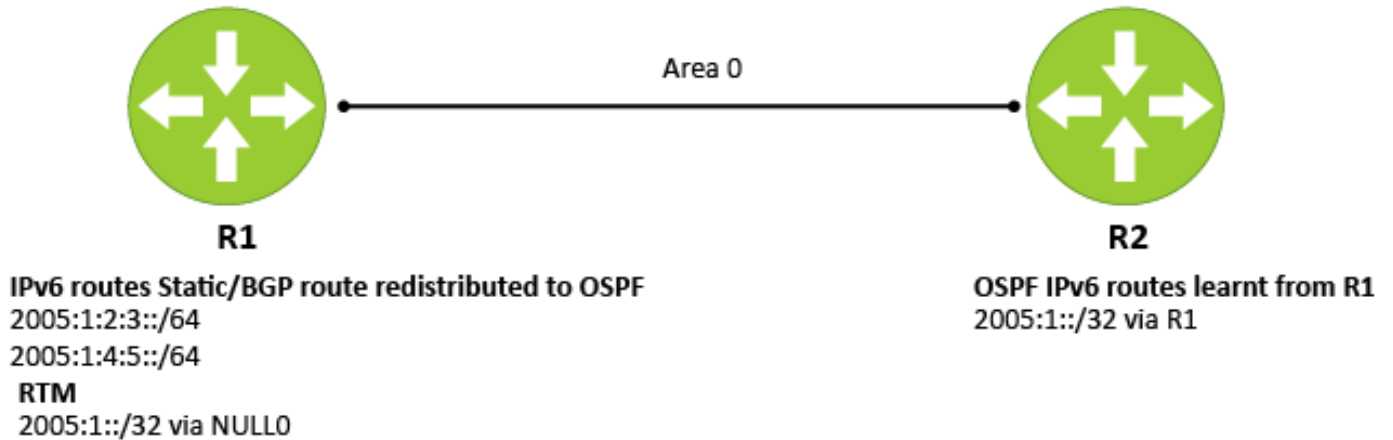 Area 0
R1
R2
IPv6 routes Static/BGP route redistributed to OSPF
2005:1:2:3::/64
2005:1:4:5::/64
RTM
2005:1::/32 via NULL0
OSPF IPv6 routes learnt from R1
2005:1::/32 via R1